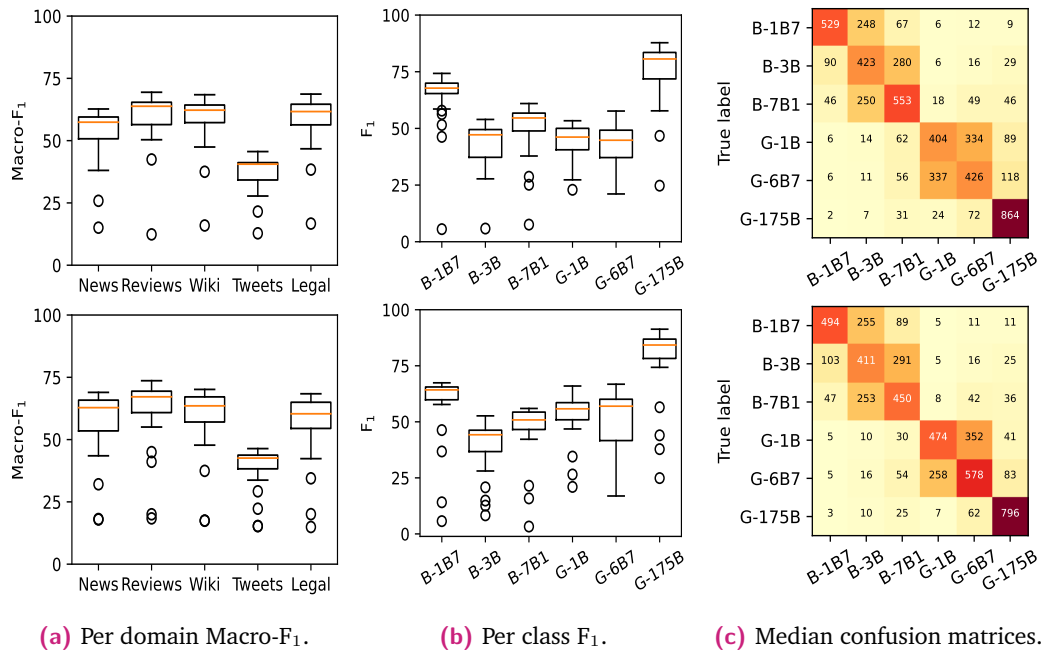 100
75
50
25
0
Macro-F1
News Reviews Wiki Tweets Legal
100
75
50
25
0
F1
B-1B7 B-3B B-7B1 G-1B G-6B7 G-175B
True label
B-1B7 529 248 67 6 12 9
B-3B 90 423 280 6 16 29
B-7B1 46 250 553 18 49 46
G-1B 6 14 62 404 334 89
G-6B7 6 11 56 337 426 118
G-175B 2 7 31 24 72 864
B-1B7 B-3B B-7B1 G-1B G-6B7 G-175B
100
75
50
25
0
Macro-F1
News Reviews Wiki Tweets Legal
100
75
50
25
0
F1
B-1B7 B-3B B-7B1 G-1B G-6B7 G-175B
True label
B-1B7 494 255 89 5 11 11
B-3B 103 411 291 5 16 25
B-7B1 47 253 450 8 42 36
G-1B 5 10 30 474 352 41
G-6B7 5 16 54 258 578 83
G-175B 3 10 25 7 62 796
B-1B7 B-3B B-7B1 G-1B G-6B7 G-175B
(a) Per domain Macro-F1.
(b) Per class F1.
(c) Median confusion matrices.